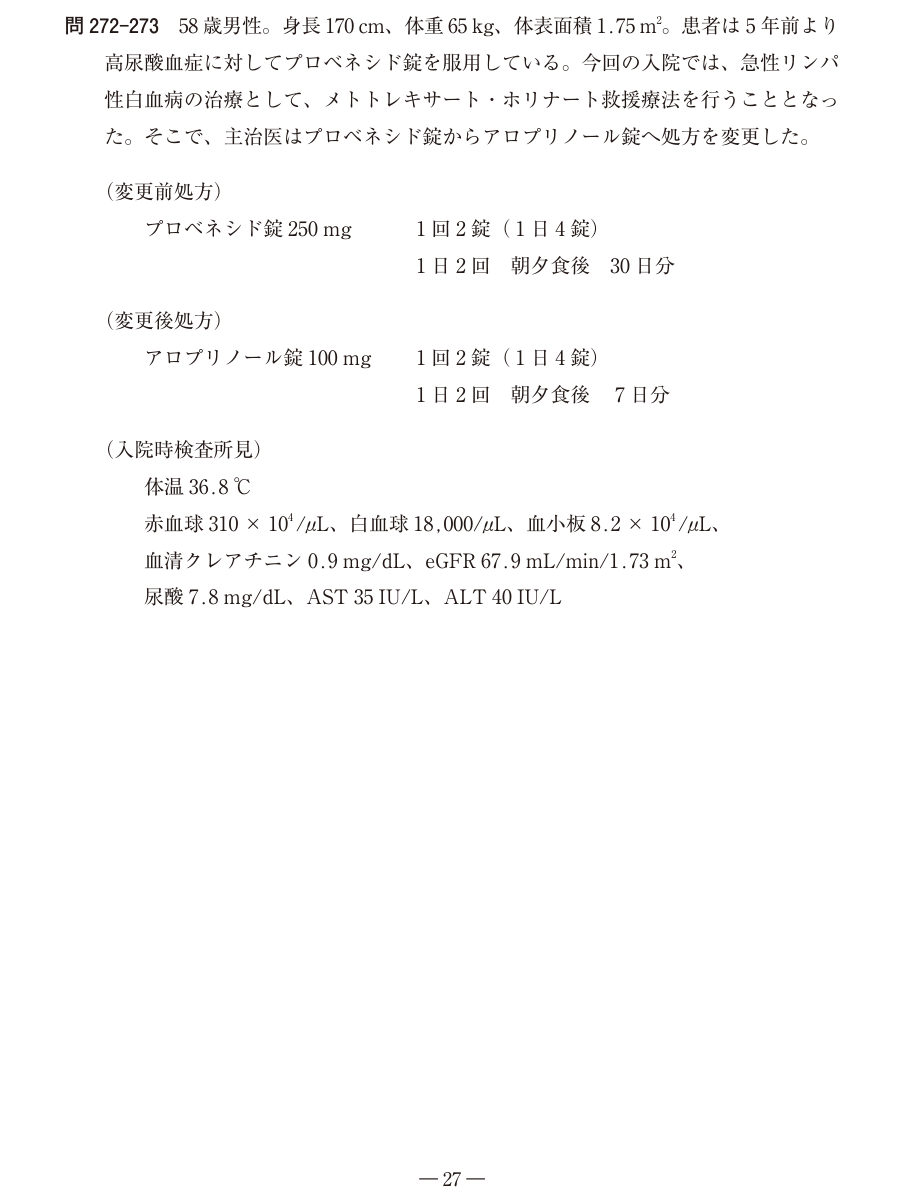 問 272-273　58 歳男性。身長 170 cm、体重 65 kg、体表面積 1.75 m²。患者は 5 年前より
高尿酸血症に対してプロベネシド錠を服用している。今回の入院では、急性リンパ
性白血病の治療として、メトトレキサート・ホリナート救援療法を行うこととなっ
た。そこで、主治医はプロベネシド錠からアロプリノール錠へ処方を変更した。
（変更前処方）
プロベネシド錠 250 mg　1 回 2 錠（1 日 4 錠）
1 日 2 回　朝夕食後　30 日分
（変更後処方）
アロプリノール錠 100 mg　1 回 2 錠（1 日 4 錠）
1 日 2 回　朝夕食後　7 日分
（入院時検査所見）
体温 36.8 ℃
赤血球 310 × 10⁴/μL、白血球 18,000/μL、血小板 8.2 × 10⁴/μL、
血清クレアチニン 0.9 mg/dL、eGFR 67.9 mL/min/1.73 m²、
尿酸 7.8 mg/dL、AST 35 IU/L、ALT 40 IU/L
― 27 ―